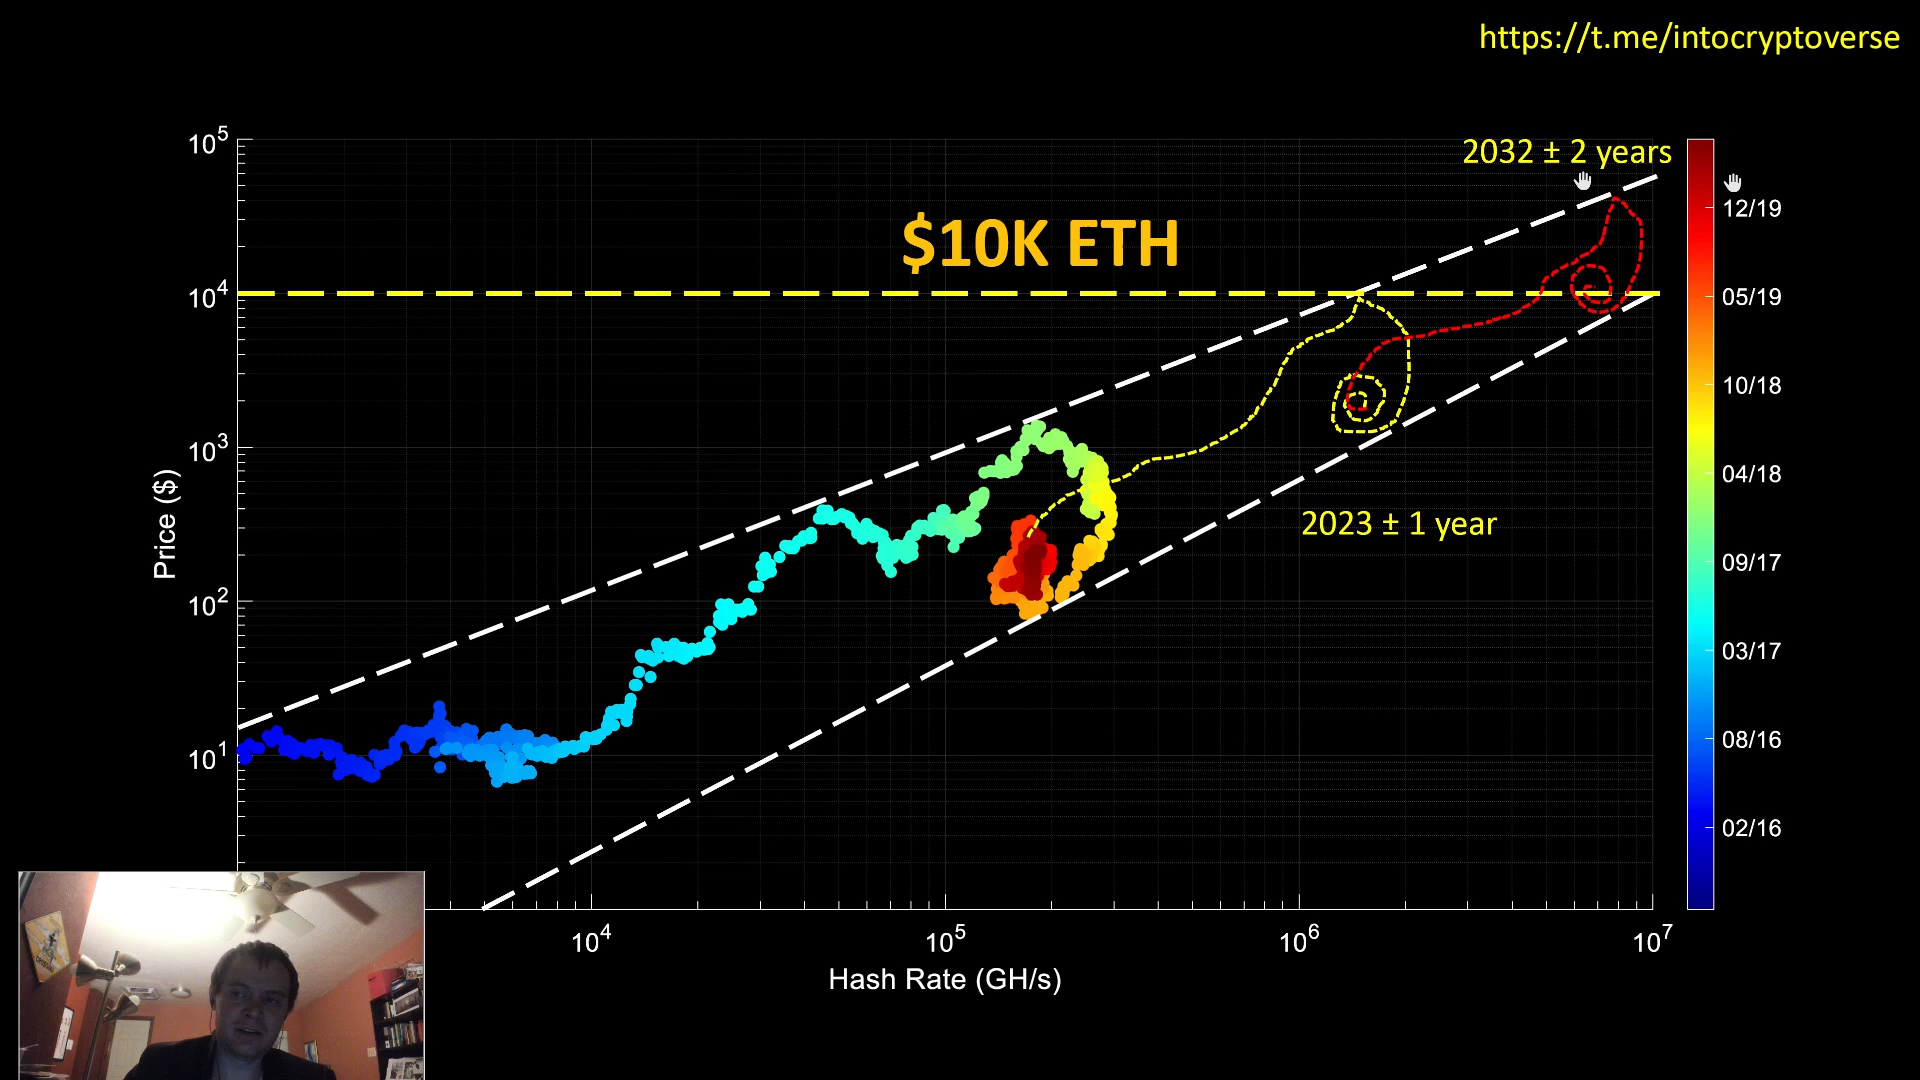 https://t.me/intocryptoverse
2032 ± 2 years
$10K ETH
2023 ± 1 year
Price ($)
10^5
10^4
10^3
10^2
10^1
10^4
10^5
10^6
10^7
Hash Rate (GH/s)
12/19
05/19
10/18
04/18
09/17
03/17
08/16
02/16